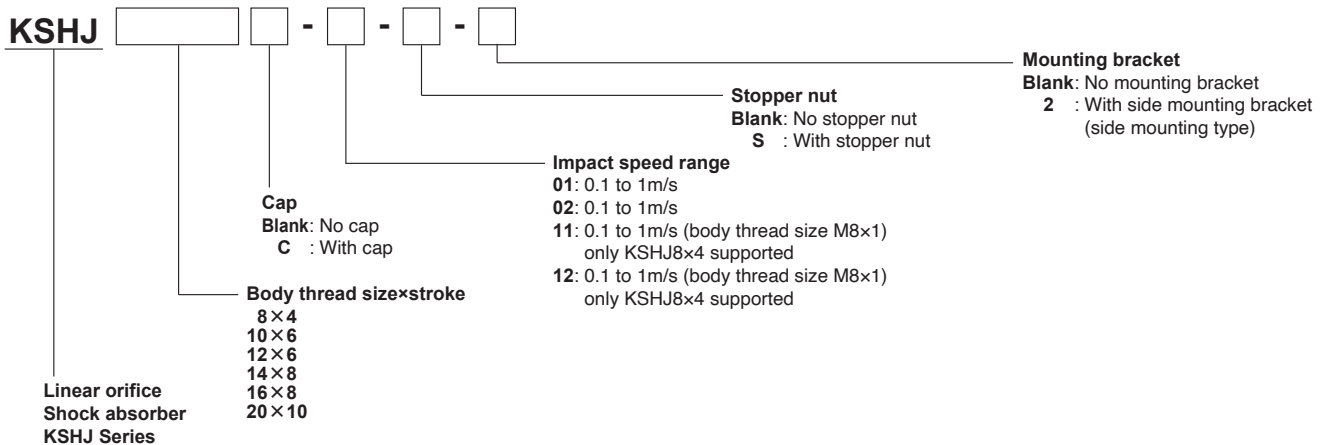 KSHJ - - -
Mounting bracket
Blank: No mounting bracket
2 : With side mounting bracket
(side mounting type)
Stopper nut
Blank: No stopper nut
S : With stopper nut
Impact speed range
01: 0.1 to 1m/s
02: 0.1 to 1m/s
11: 0.1 to 1m/s (body thread size M8×1)
only KSHJ8×4 supported
12: 0.1 to 1m/s (body thread size M8×1)
only KSHJ8×4 supported
Cap
Blank: No cap
C : With cap
Body thread size×stroke
8×4
10×6
12×6
14×8
16×8
20×10
Linear orifice
Shock absorber
KSHJ Series